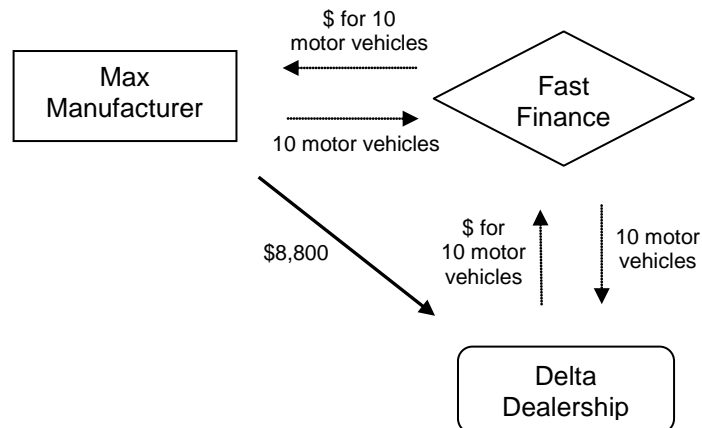 $ for 10
motor vehicles
Max
Manufacturer
Fast
Finance
10 motor vehicles
$8,800
$ for
10 motor
vehicles
10 motor
vehicles
Delta
Dealership